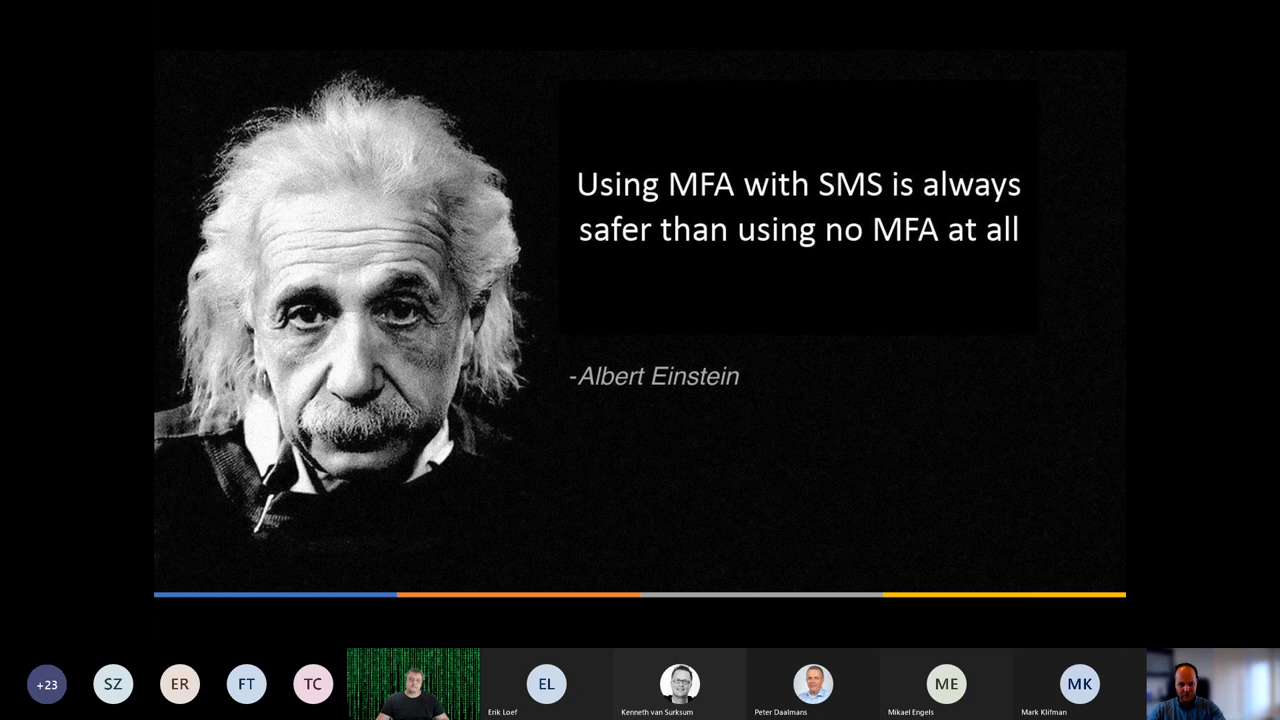 Using MFA with SMS is always
safer than using no MFA at all
-Albert Einstein
+23
SZ
ER
FT
TC
EL
Erik Loef
Kenneth van Surksum
Peter Daalmans
ME
Mikael Engels
MK
Mark Klifman